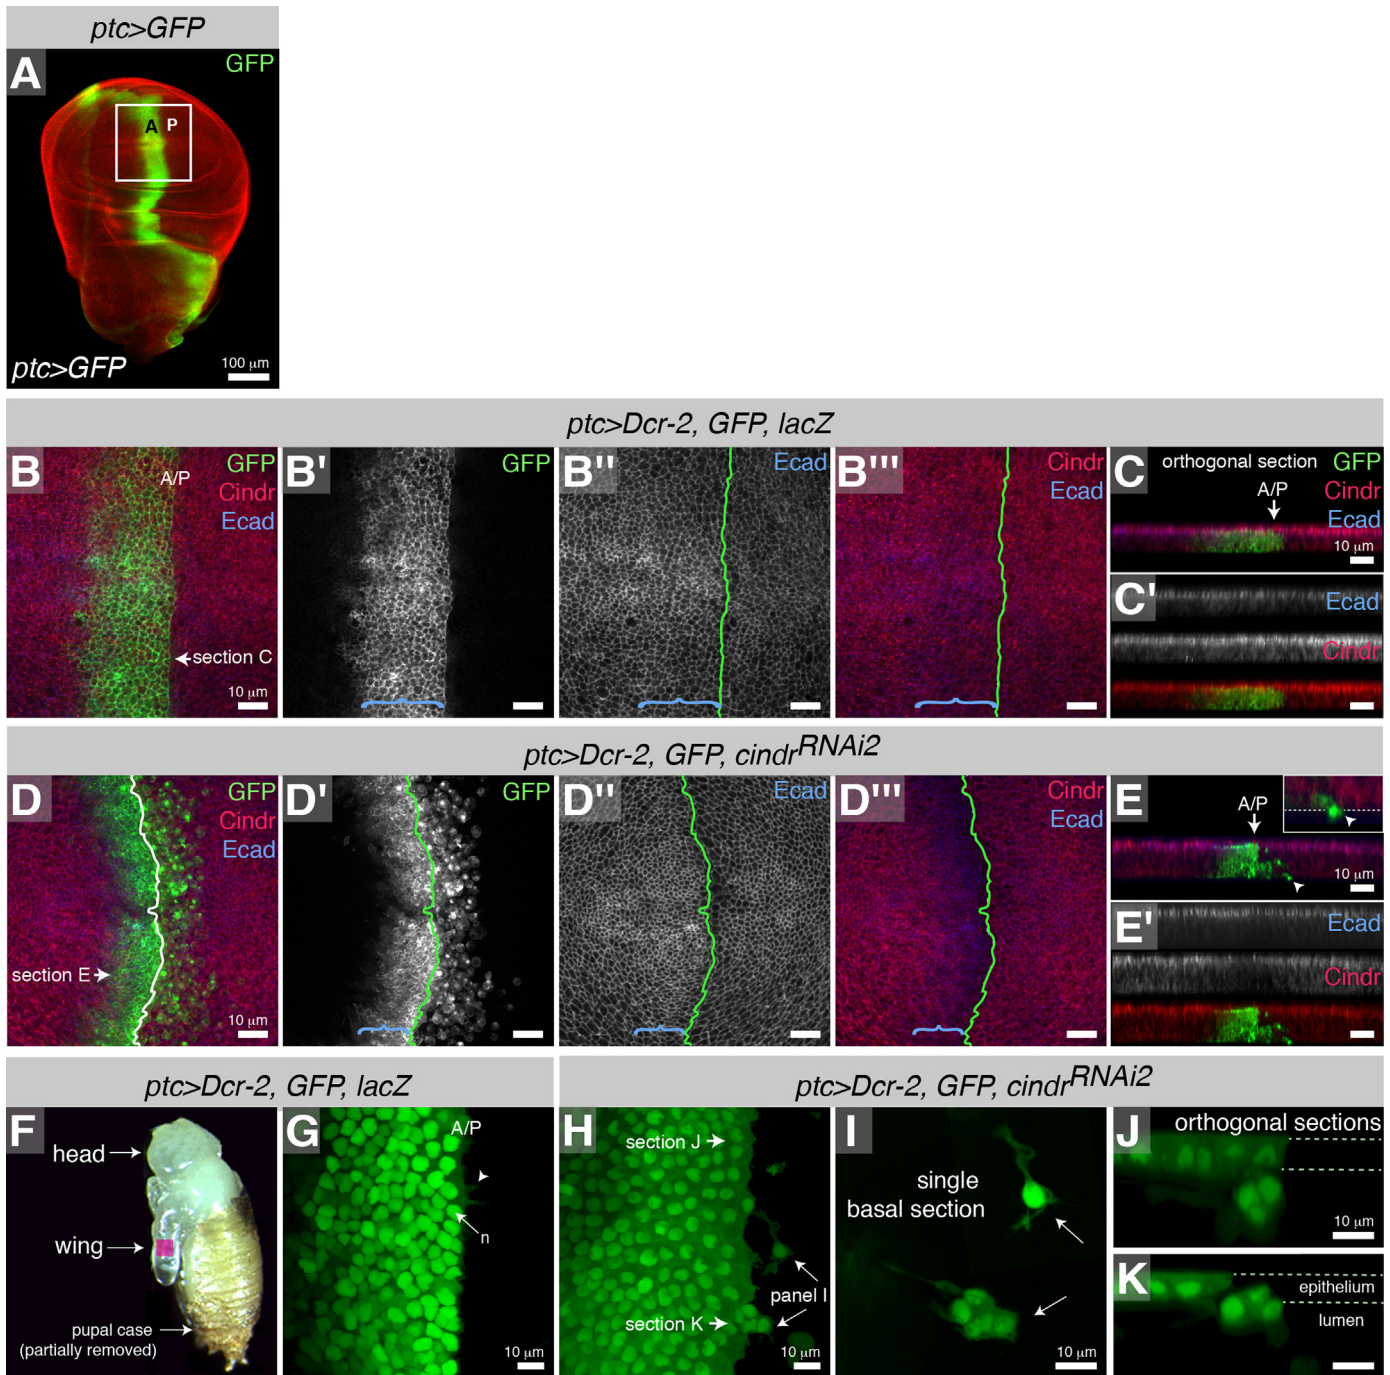 ptc>GFP
A
GFP
A P
ptc>GFP
100 µm
ptc>Dcr-2, GFP, lacZ
B
GFP
Cindr
Ecad
A/P
section C
10 µm
B'
GFP
B''
Ecad
B'''
Cindr
Ecad
C
orthogonal section
GFP
Cindr
Ecad
A/P
10 µm
C'
Ecad
Cindr
ptc>Dcr-2, GFP, cindrRNAi2
D
GFP
Cindr
Ecad
section E
10 µm
D'
GFP
D''
Ecad
D'''
Cindr
Ecad
E
A/P
10 µm
E'
Ecad
Cindr
ptc>Dcr-2, GFP, lacZ
ptc>Dcr-2, GFP, cindrRNAi2
F
head
wing
pupal case
(partially removed)
G
A/P
n
10 µm
H
section J
panel I
section K
10 µm
I
single
basal section
10 µm
J
orthogonal sections
10 µm
K
epithelium
lumen